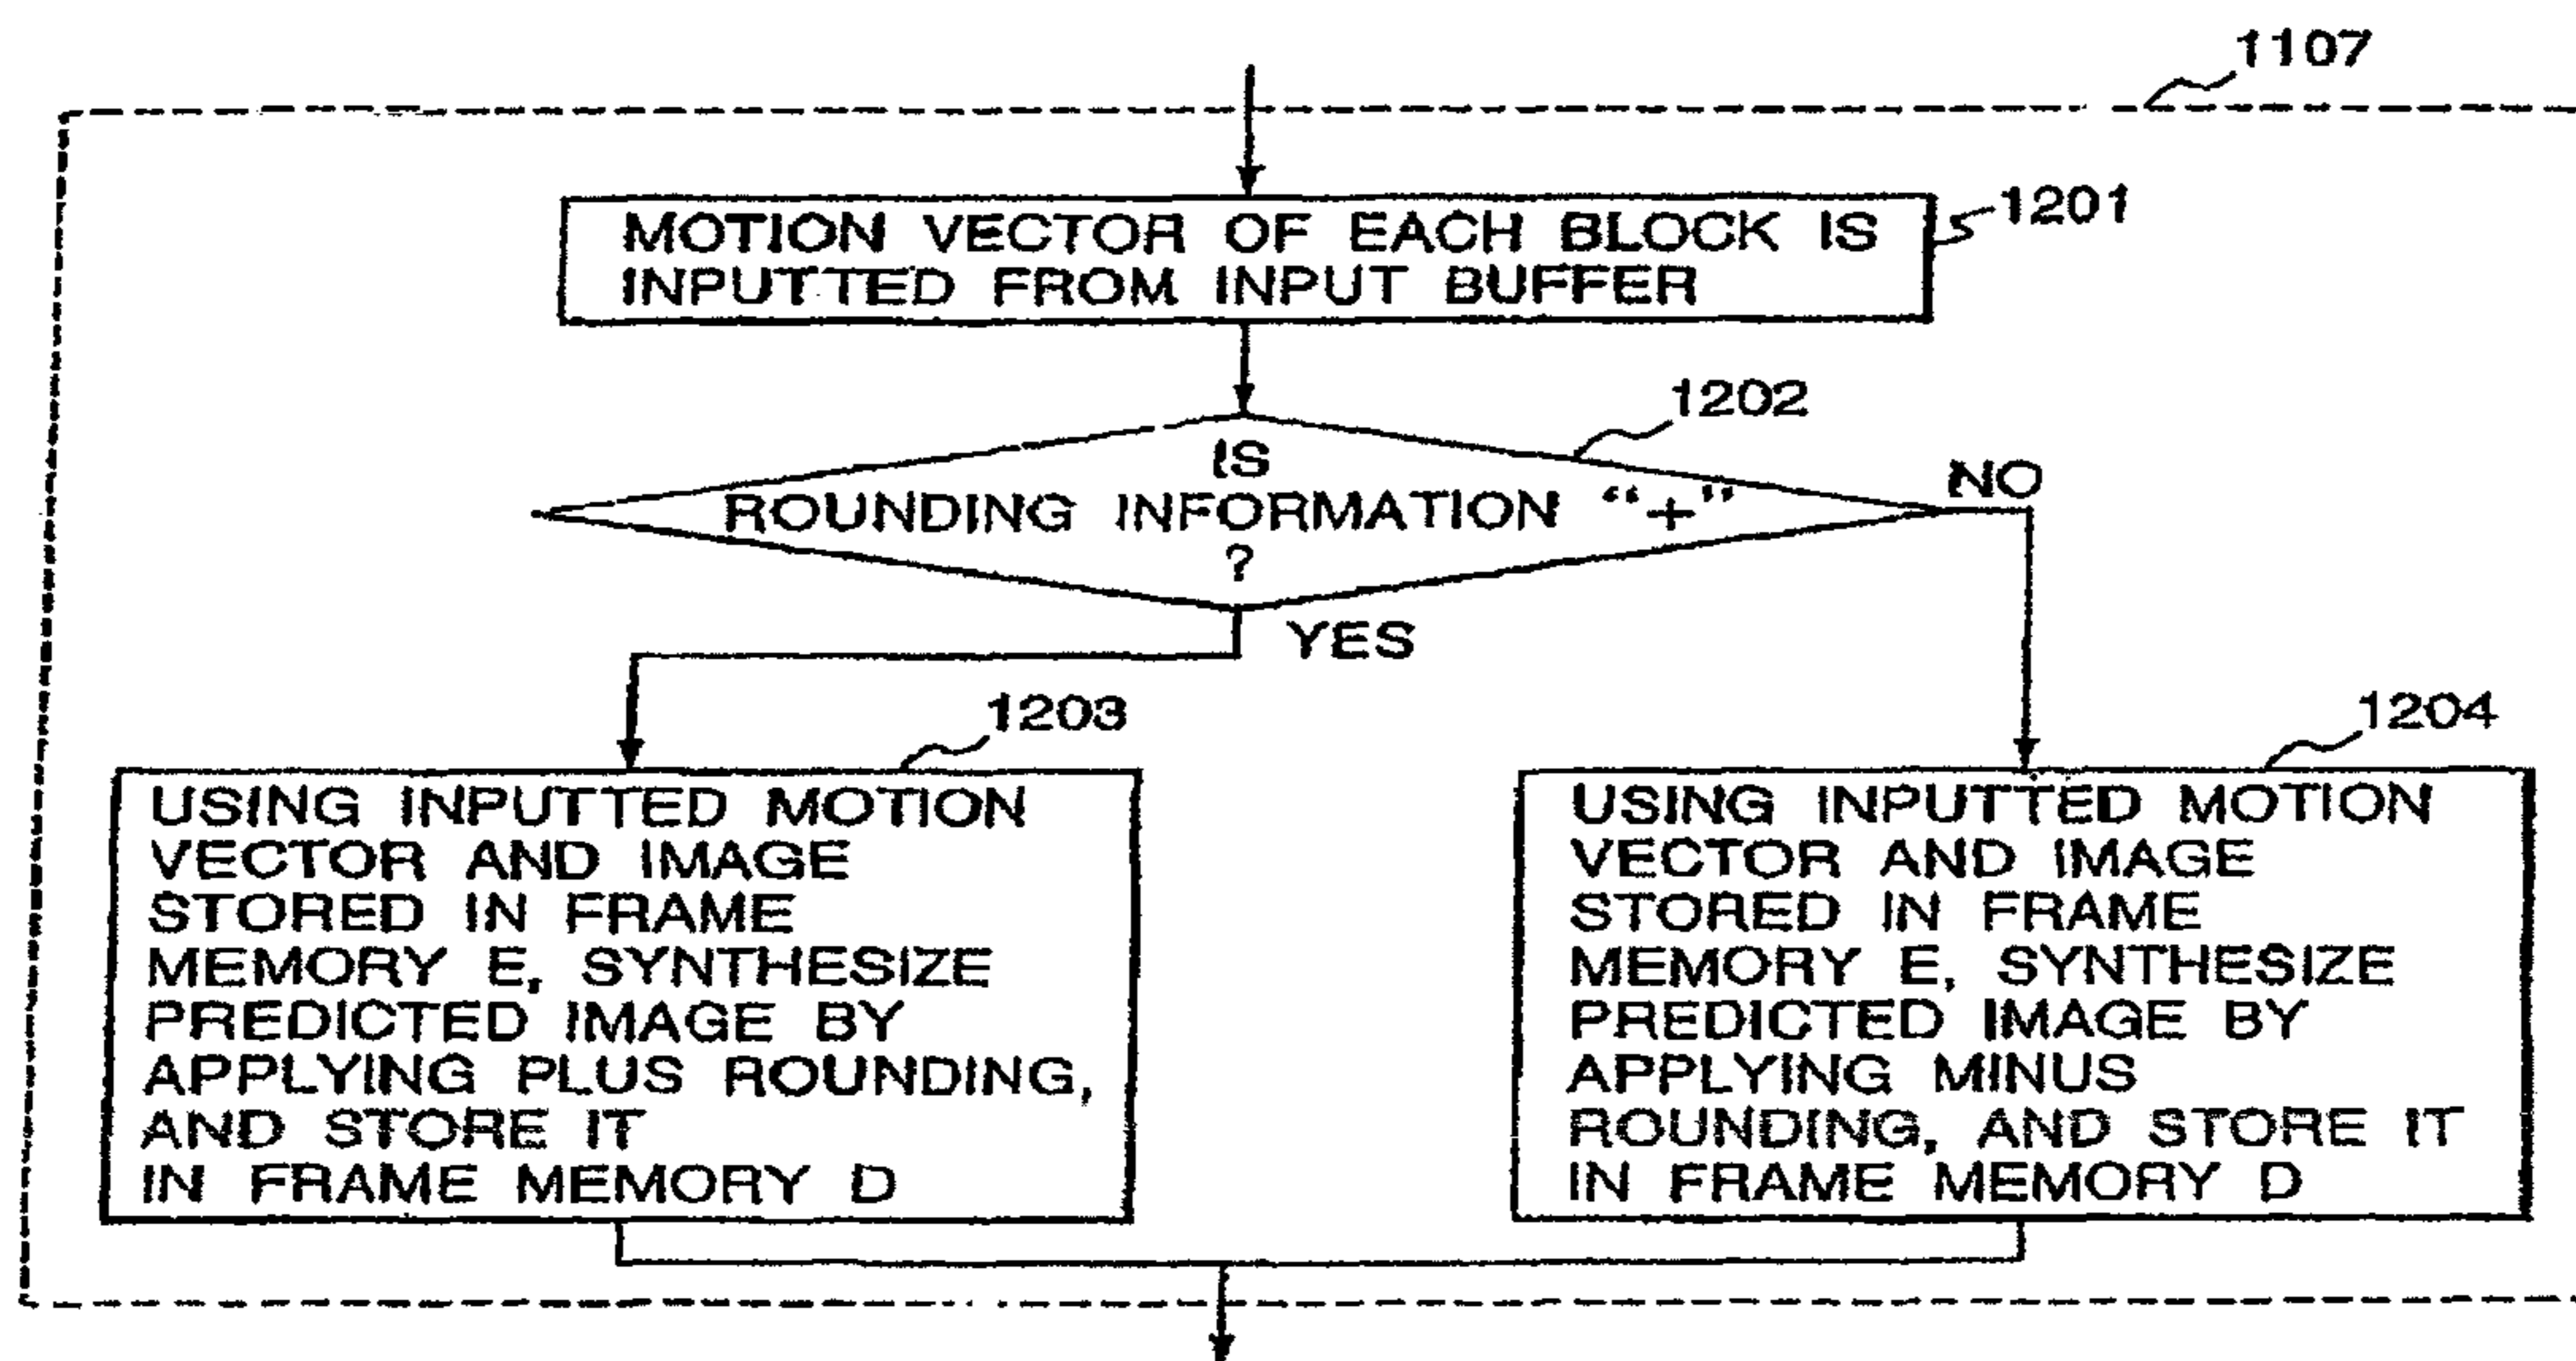 1107
MOTION VECTOR OF EACH BLOCK IS
INPUTTED FROM INPUT BUFFER
1201
1202
IS
ROUNDING INFORMATION “+”
?
NO
YES
1203
USING INPUTTED MOTION
VECTOR AND IMAGE
STORED IN FRAME
MEMORY E, SYNTHESIZE
PREDICTED IMAGE BY
APPLYING PLUS ROUNDING,
AND STORE IT
IN FRAME MEMORY D
1204
USING INPUTTED MOTION
VECTOR AND IMAGE
STORED IN FRAME
MEMORY E, SYNTHESIZE
PREDICTED IMAGE BY
APPLYING MINUS
ROUNDING, AND STORE IT
IN FRAME MEMORY D